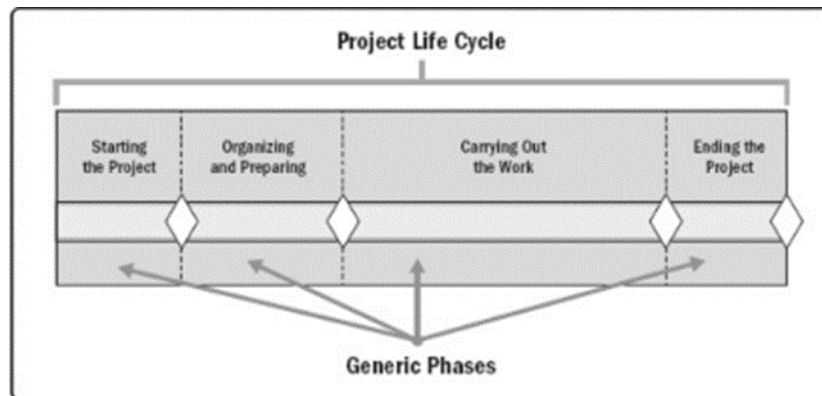 Project Life Cycle
Starting
the Project
Organizing
and Preparing
Carrying Out
the Work
Ending the
Project
Generic Phases